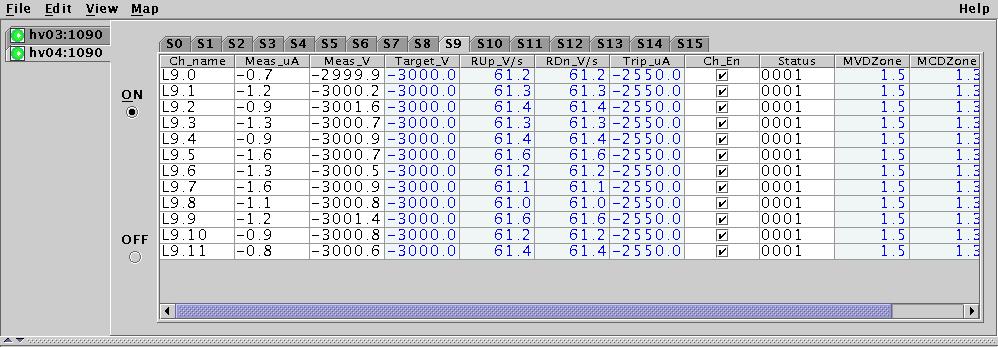 File Edit View Map Help
hv03:1090
hv04:1090
S0 S1 S2 S3 S4 S5 S6 S7 S8 S9 S10 S11 S12 S13 S14 S15
Ch_name Meas_uA Meas_V Target_V RUp_V/s RDn_V/s Trip_uA Ch_En Status MVDZone MCDZone
L9.0 -0.7 -2999.9 -3000.0 61.2 61.2 -2550.0 0001 1.5 1.3
L9.1 -1.2 -3000.2 -3000.0 61.3 61.3 -2550.0 0001 1.5 1.3
L9.2 -0.9 -3001.6 -3000.0 61.4 61.4 -2550.0 0001 1.5 1.3
L9.3 -1.3 -3000.7 -3000.0 61.3 61.3 -2550.0 0001 1.5 1.3
L9.4 -0.9 -3000.9 -3000.0 61.4 61.4 -2550.0 0001 1.5 1.3
L9.5 -1.6 -3000.7 -3000.0 61.6 61.6 -2550.0 0001 1.5 1.3
L9.6 -1.3 -3000.5 -3000.0 61.2 61.2 -2550.0 0001 1.5 1.3
L9.7 -1.6 -3000.9 -3000.0 61.1 61.1 -2550.0 0001 1.5 1.3
L9.8 -1.1 -3000.8 -3000.0 61.0 61.0 -2550.0 0001 1.5 1.3
L9.9 -1.2 -3001.4 -3000.0 61.6 61.6 -2550.0 0001 1.5 1.3
L9.10 -0.9 -3000.8 -3000.0 61.2 61.2 -2550.0 0001 1.5 1.3
L9.11 -0.8 -3000.6 -3000.0 61.4 61.4 -2550.0 0001 1.5 1.3
ON
OFF